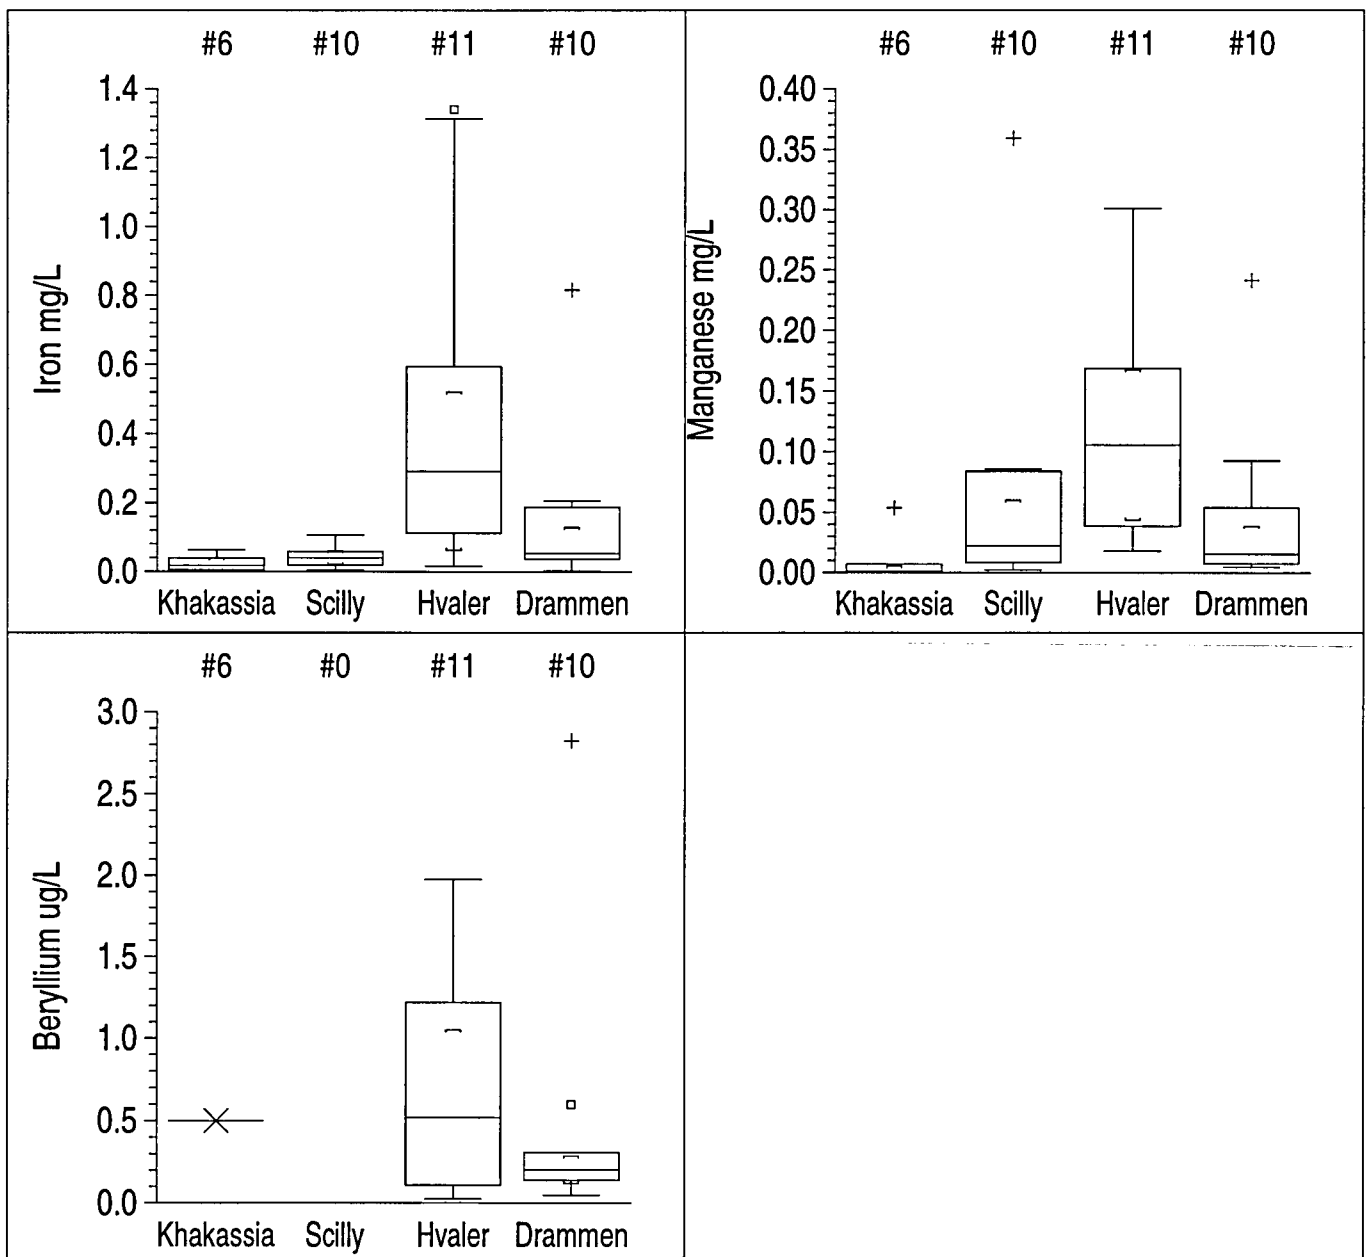 #6 #10 #11 #10
1.4
1.2
1.0
0.8
0.6
0.4
0.2
0.0
Iron mg/L
Khakassia Scilly Hvaler Drammen
#6 #10 #11 #10
0.40
0.35
0.30
0.25
0.20
0.15
0.10
0.05
0.00
Manganese mg/L
Khakassia Scilly Hvaler Drammen
#6 #0 #11 #10
3.0
2.5
2.0
1.5
1.0
0.5
0.0
Beryllium ug/L
Khakassia Scilly Hvaler Drammen